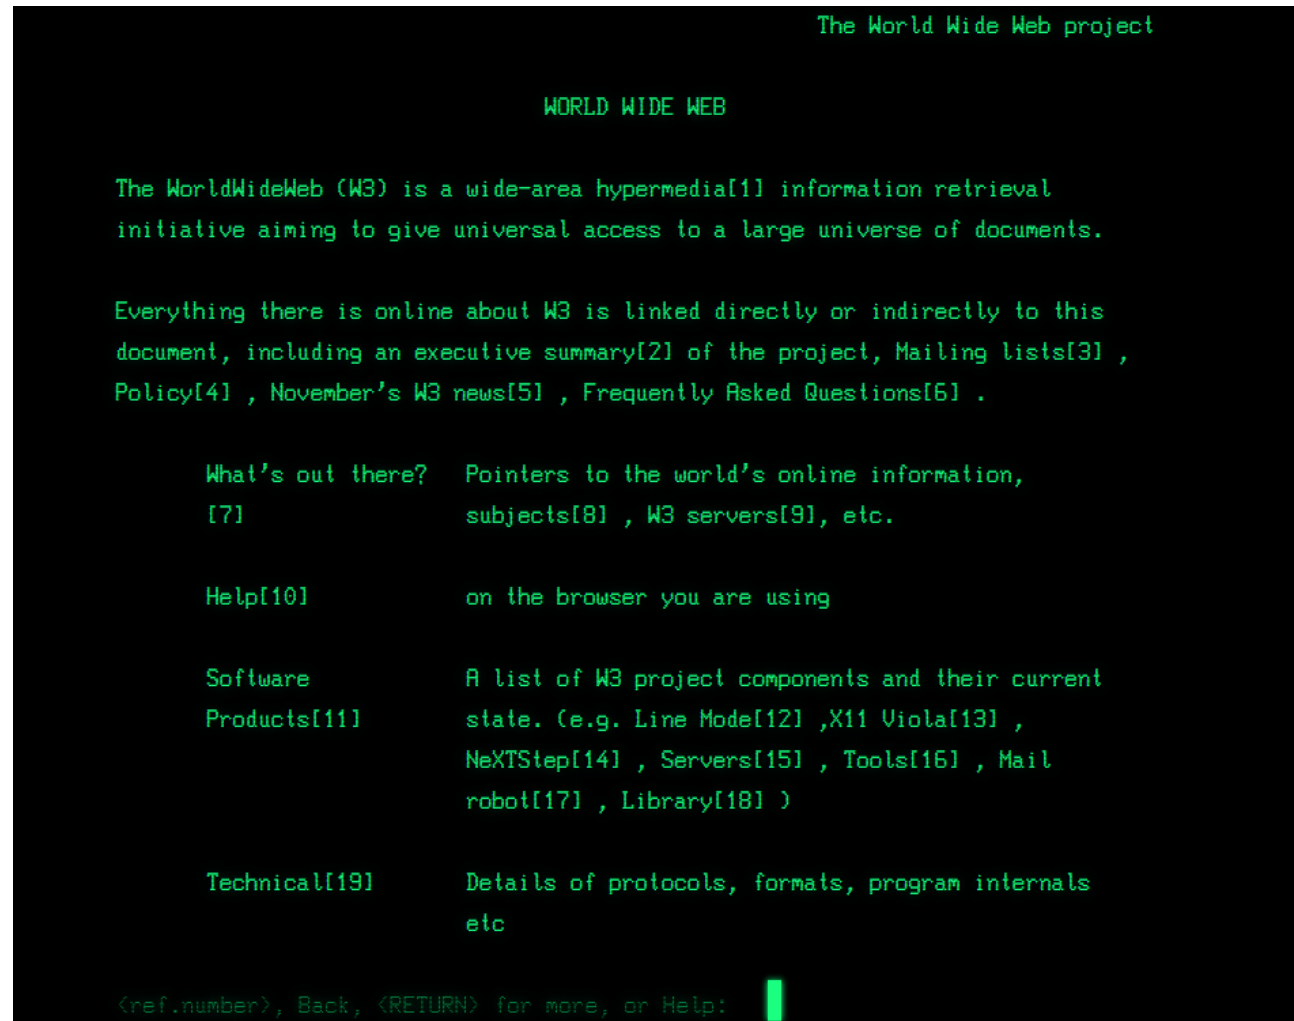 The World Wide Web project
WORLD WIDE WEB
The WorldWideWeb (W3) is a wide-area hypermedia[1] information retrieval
initiative aiming to give universal access to a large universe of documents.
Everything there is online about W3 is linked directly or indirectly to this
document, including an executive summary[2] of the project, Mailing lists[3] ,
Policy[4] , November's W3 news[5] , Frequently Asked Questions[6] .
What's out there?   Pointers to the world's online information,
[7]   subjects[8] , W3 servers[9], etc.
Help[10]   on the browser you are using
Software   A list of W3 project components and their current
Products[11]   state. (e.g. Line Mode[12] ,X11 Viola[13] ,
NeXTStep[14] , Servers[15] , Tools[16] , Mail
robot[17] , Library[18] )
Technical[19]   Details of protocols, formats, program internals
etc
<ref.number>, Back, <RETURN> for more, or Help: